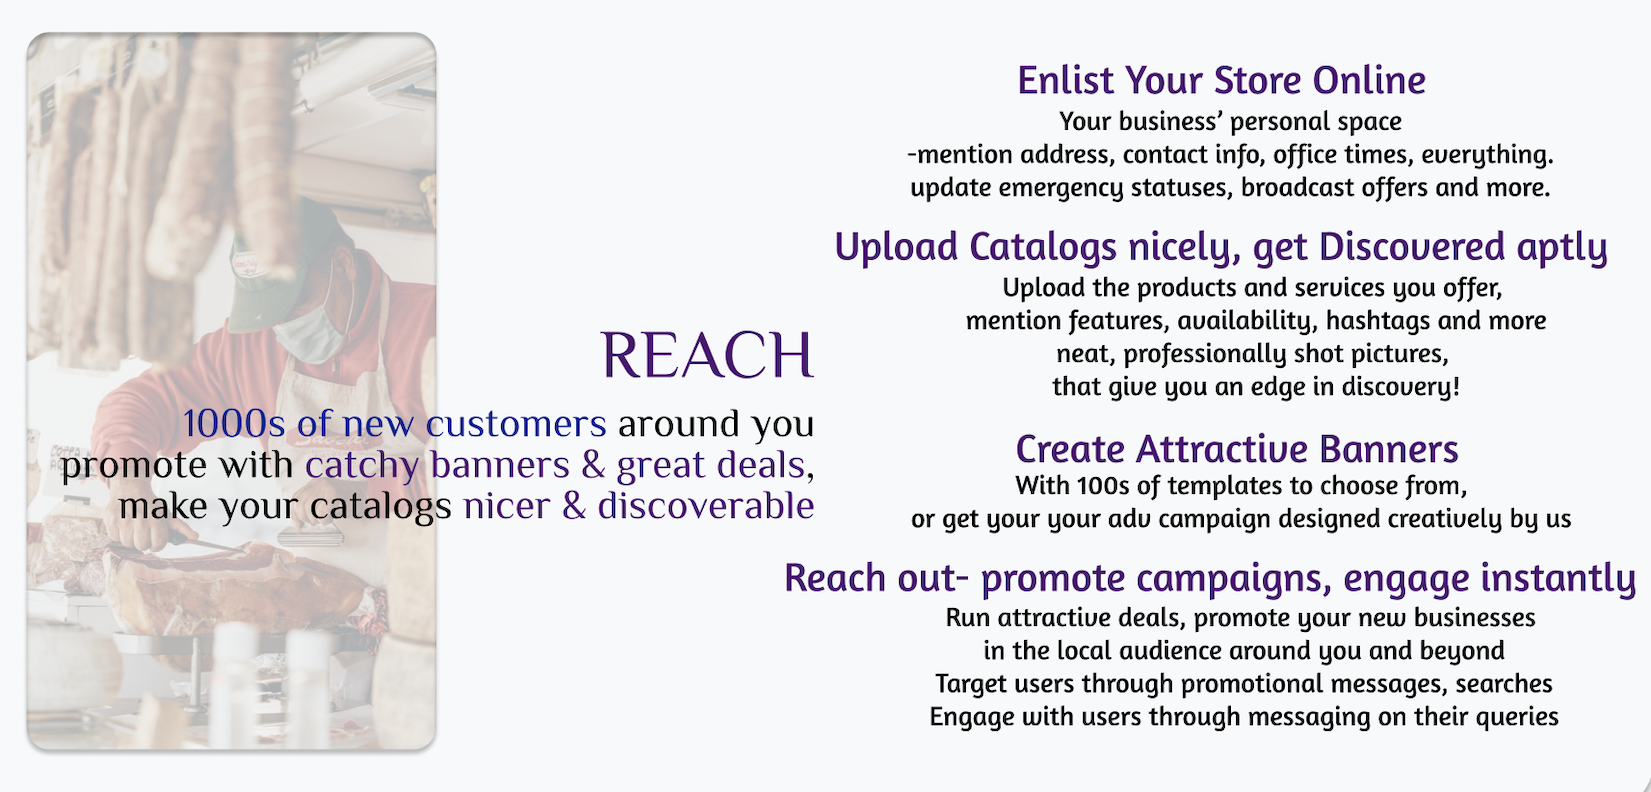 REACH
1000s of new customers around you
promote with catchy banners & great deals,
make your catalogs nicer & discoverable
Enlist Your Store Online
Your business’ personal space
-mention address, contact info, office times, everything.
update emergency statuses, broadcast offers and more.
Upload Catalogs nicely, get Discovered aptly
Upload the products and services you offer,
mention features, availability, hashtags and more
neat, professionally shot pictures,
that give you an edge in discovery!
Create Attractive Banners
With 100s of templates to choose from,
or get your your adv campaign designed creatively by us
Reach out- promote campaigns, engage instantly
Run attractive deals, promote your new businesses
in the local audience around you and beyond
Target users through promotional messages, searches
Engage with users through messaging on their queries